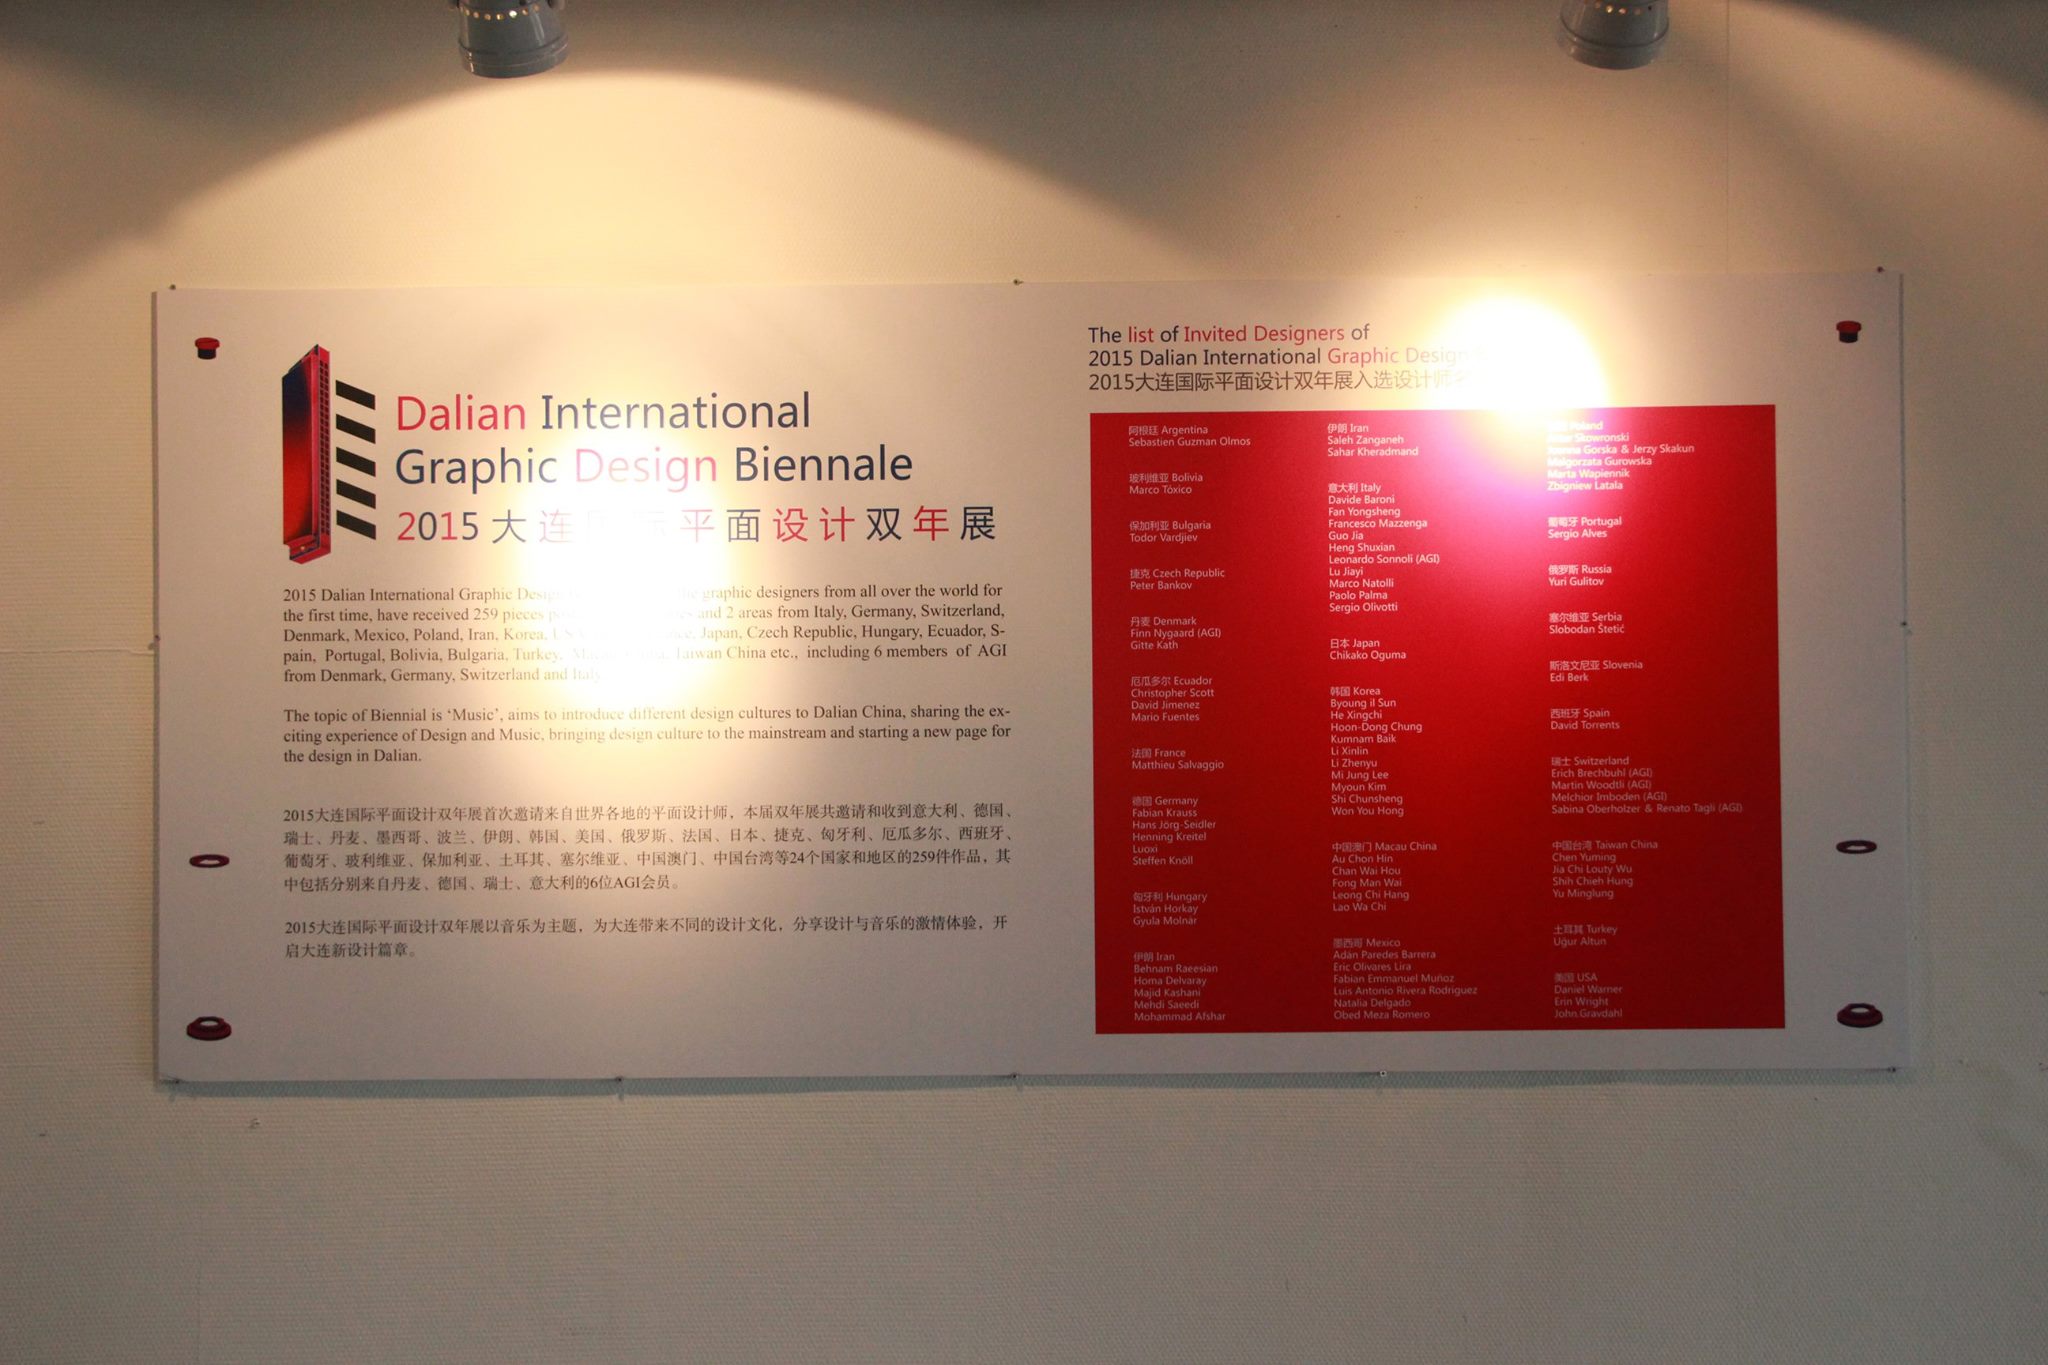 Dalian International
Graphic Design Biennale
2015大连国际平面设计双年展
2015 Dalian International Graphic Design graphic designers from all over the world for
the first time, have received 259 pieces and 2 areas from Italy, Germany, Switzerland,
Denmark, Mexico, Poland, Iran, Korea, USA, Japan, Czech Republic, Hungary, Ecuador, S-
pain, Portugal, Bolivia, Bulgaria, Turkey, Taiwan China etc., including 6 members of AGI
from Denmark, Germany, Switzerland and Italy
The topic of Biennial is ‘Music’, aims to introduce different design cultures to Dalian China, sharing the ex-
citing experience of Design and Music, bringing design culture to the mainstream and starting a new page for
the design in Dalian.
2015大连国际平面设计双年展首次邀请来自世界各地的平面设计师，本届双年展共邀请和收到意大利、德国、
瑞士、丹麦、墨西哥、波兰、伊朗、韩国、美国、俄罗斯、法国、日本、捷克、匈牙利、厄瓜多尔、西班牙、
葡萄牙、玻利维亚、保加利亚、土耳其、塞尔维亚、中国澳门、中国台湾等24个国家和地区的259件作品，其
中包括分别来自丹麦、德国、瑞士、意大利的6位AGI会员。
2015大连国际平面设计双年展以音乐为主题，为大连带来不同的设计文化，分享设计与音乐的激情体验，开
启大连新设计篇章。
The list of Invited Designers of
2015 Dalian International Graphic Design
2015大连国际平面设计双年展入选设计师
阿根廷 Argentina
Sebastien Guzman Olmos
玻利维亚 Bolivia
Marco Tóxico
保加利亚 Bulgaria
Todor Vardjiev
捷克 Czech Republic
Peter Bankov
丹麦 Denmark
Finn Nygaard (AGI)
Gitte Kath
厄瓜多尔 Ecuador
Christopher Scott
David Jimenez
Mario Fuentes
法国 France
Matthieu Salvaggio
德国 Germany
Fabian Krauss
Hans Jörg-Seidler
Henning Kreitel
Luoxi
Steffen Knöll
匈牙利 Hungary
István Horkay
Gyula Molnár
伊朗 Iran
Behnam Raeesian
Homa Delvaray
Majid Kashani
Mehdi Saeedi
Mohammad Afshar
伊朗 Iran
Saleh Zanganeh
Sahar Kheradmand
意大利 Italy
Davide Baroni
Fan Yongsheng
Francesco Mazzenga
Guo Jia
Heng Shuxian
Leonardo Sonnoli (AGI)
Lu Jiayi
Marco Natolli
Paolo Palma
Sergio Olivotti
日本 Japan
Chikako Oguma
韩国 Korea
Byoung il Sun
He Xingchi
Hoon-Dong Chung
Kumnam Baik
Li Xinlin
Li Zhenyu
Mi Jung Lee
Myoun Kim
Shi Chunsheng
Won You Hong
中国澳门 Macau China
Au Chon Hin
Chan Wai Hou
Fong Man Wai
Leong Chi Hang
Lao Wa Chi
墨西哥 Mexico
Adán Paredes Barrera
Eric Olivares Lira
Fabian Emmanuel Muñoz
Luis Antonio Rivera Rodriguez
Natalia Delgado
Obed Meza Romero
Poland
Skowronski
Joanna Gorska & Jerzy Skakun
Malgorzata Gurowska
Marta Wapiennik
Zbigniew Latala
葡萄牙 Portugal
Sergio Alves
俄罗斯 Russia
Yuri Gulitov
塞尔维亚 Serbia
Slobodan Štetić
斯洛文尼亚 Slovenia
Edi Berk
西班牙 Spain
David Torrents
瑞士 Switzerland
Erich Brechbuhl (AGI)
Martin Woodtli (AGI)
Melchior Imboden (AGI)
Sabina Oberholzer & Renato Tagli (AGI)
中国台湾 Taiwan China
Chen Yuming
Jia Chi Louty Wu
Shih Chieh Hung
Yu Minglung
土耳其 Turkey
Uğur Altun
美国 USA
Daniel Warner
Erin Wright
John Gravdahl